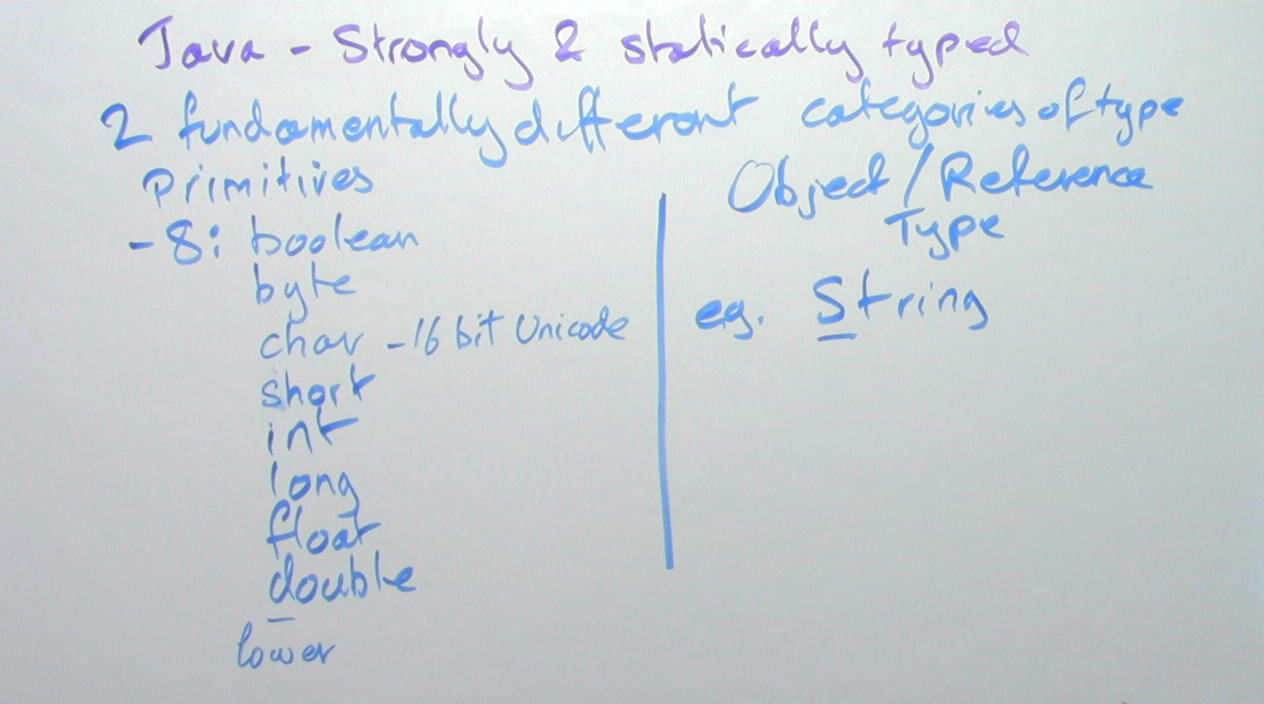 Java - Strongly & statically typed
2 fundamentally different categories of type
Primitives
- 8: boolean
byte
char - 16 bit Unicode
short
int
long
float
double
lower
Object / Reference
Type
eg. String